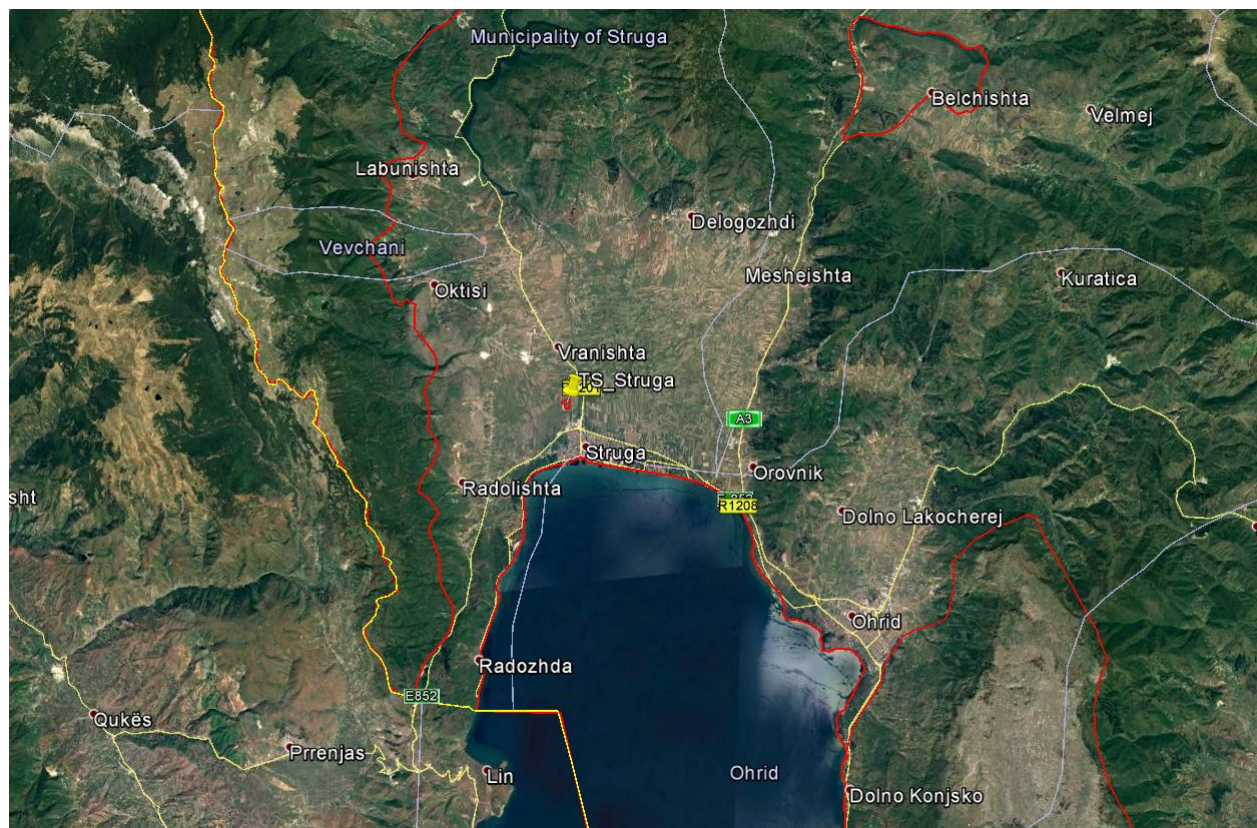 Municipality of Struga
Belchishta
Velmej
Labunishta
Delogozhdi
Vevchani
Mesheishta
Kuratica
Oktisi
Vranishta
TS_Struga
A3
Struga
Orovnik
Radolishta
R1208
Dolno Lakocherej
Ohrid
Radozhda
E852
Qukës
Prrenjas
Lin
Ohrid
Dolno Konjsko